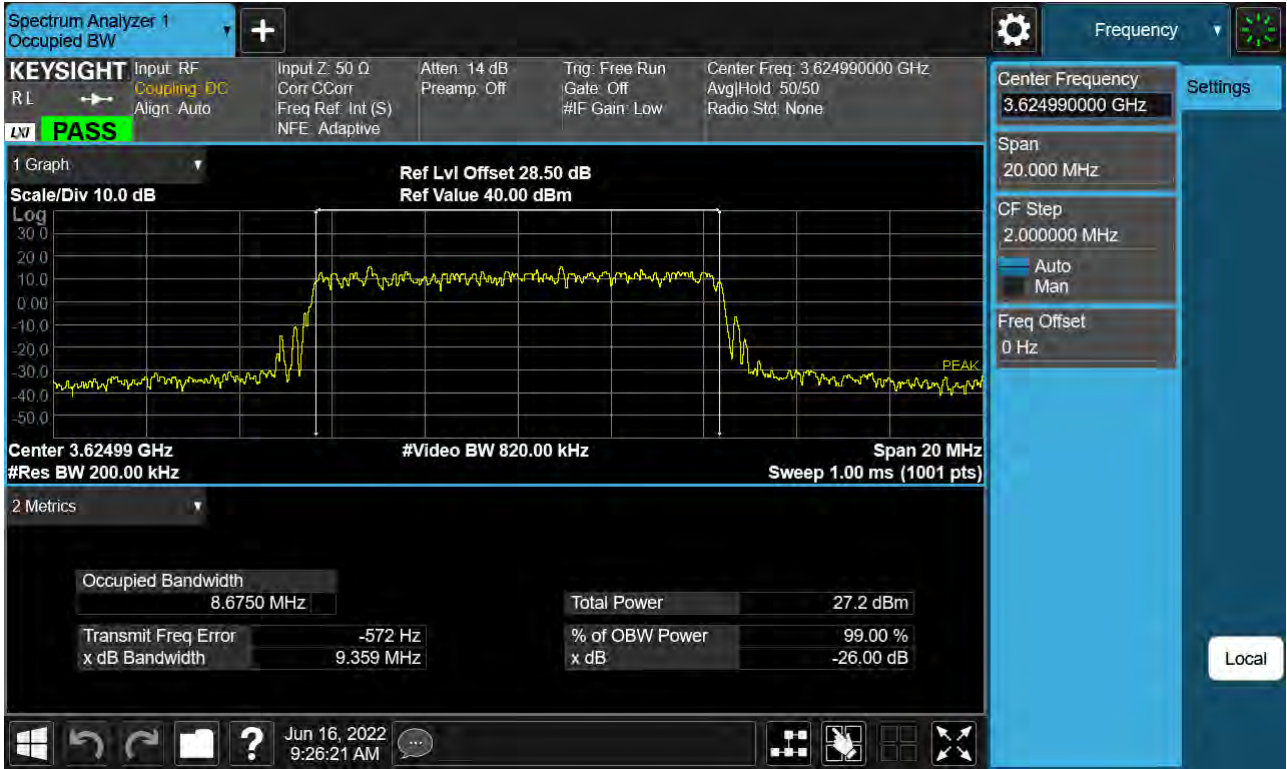 Spectrum Analyzer 1
Occupied BW
Frequency
KEYSIGHT
R L
LXI
PASS
Input: RF
Coupling: DC
Align: Auto
Input Z: 50 Ω
Corr CCorr
Freq Ref: Int (S)
NFE: Adaptive
Atten: 14 dB
Preamp: Off
Trig: Free Run
Gate: Off
#IF Gain: Low
Center Freq: 3.624990000 GHz
Avg|Hold: 50/50
Radio Std: None
1 Graph
Scale/Div 10.0 dB
Ref Lvl Offset 28.50 dB
Ref Value 40.00 dBm
Log
30.0
20.0
10.0
0.00
-10.0
-20.0
-30.0
-40.0
-50.0
PEAK
Center 3.62499 GHz
#Video BW 820.00 kHz
Span 20 MHz
#Res BW 200.00 kHz
Sweep 1.00 ms (1001 pts)
2 Metrics
Occupied Bandwidth
8.6750 MHz
Total Power 27.2 dBm
Transmit Freq Error -572 Hz
% of OBW Power 99.00 %
x dB Bandwidth 9.359 MHz
x dB -26.00 dB
Center Frequency
3.624990000 GHz
Settings
Span
20.000 MHz
CF Step
2.000000 MHz
Auto
Man
Freq Offset
0 Hz
Local
?
Jun 16, 2022
9:26:21 AM